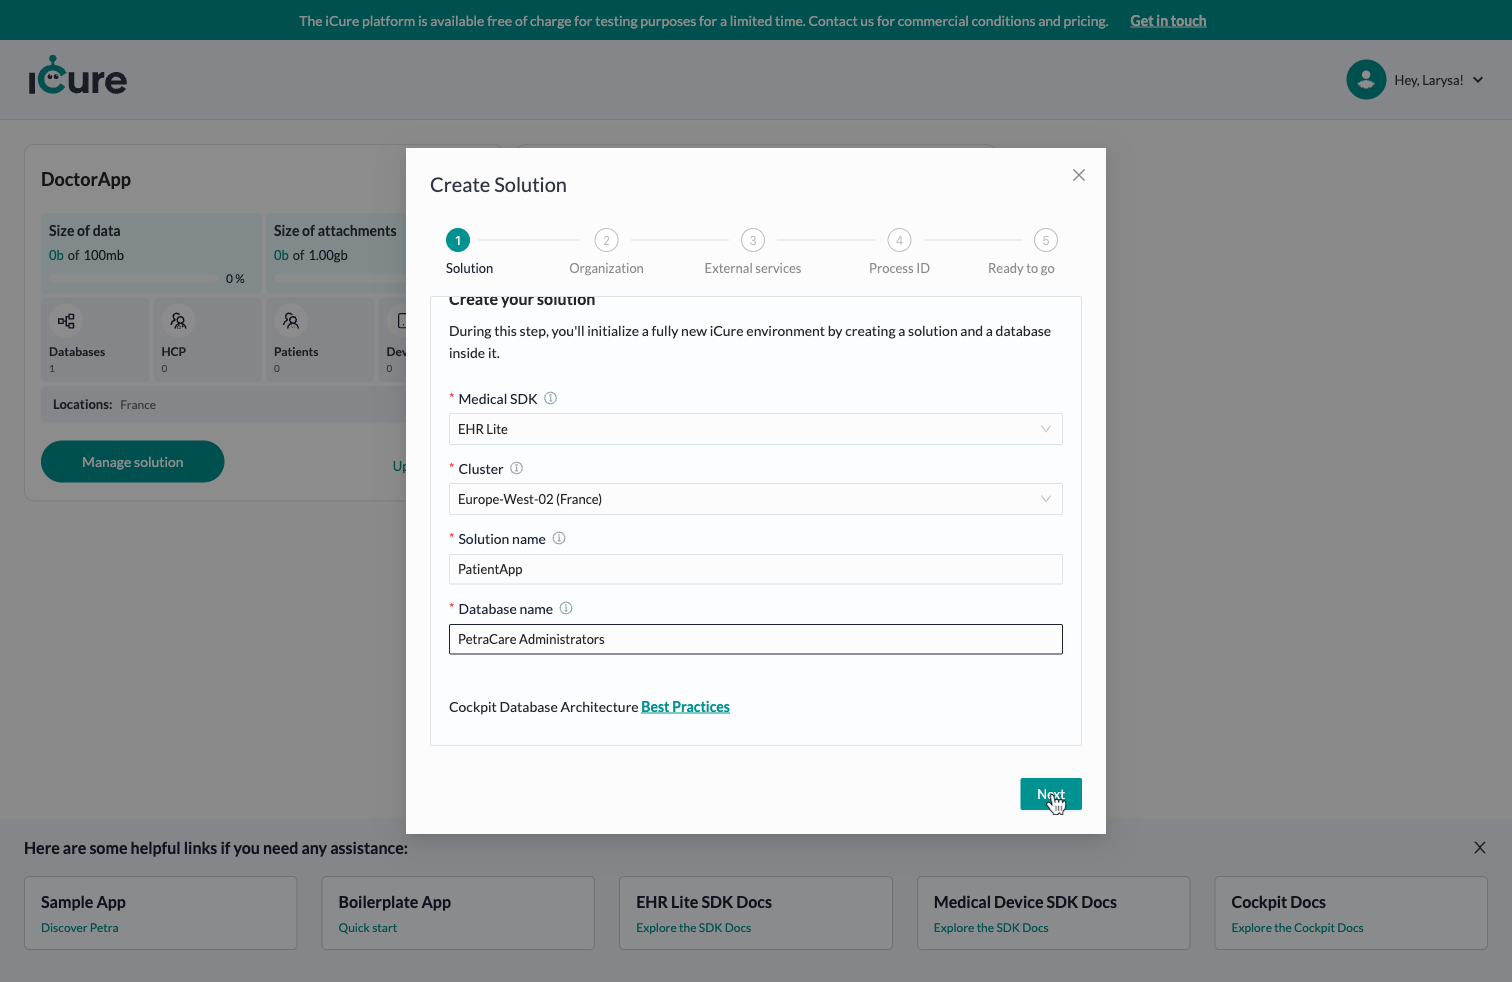 The iCure platform is available free of charge for testing purposes for a limited time. Contact us for commercial conditions and pricing. Get in touch
iCure
Hey, Larysa!
DoctorApp
Size of data
0b of 100mb
0 %
Size of attachments
0b of 1.00gb
Databases
1
HCP
0
Patients
0
Dev
0
Locations: France
Manage solution
Up
Create Solution
1
2
3
4
5
Solution
Organization
External services
Process ID
Ready to go
Create your solution
During this step, you'll initialize a fully new iCure environment by creating a solution and a database
inside it.
* Medical SDK
EHR Lite
* Cluster
Europe-West-02 (France)
* Solution name
PatientApp
* Database name
PetraCare Administrators
Cockpit Database Architecture Best Practices
Next
Here are some helpful links if you need any assistance:
Sample App
Discover Petra
Boilerplate App
Quick start
EHR Lite SDK Docs
Explore the SDK Docs
Medical Device SDK Docs
Explore the SDK Docs
Cockpit Docs
Explore the Cockpit Docs